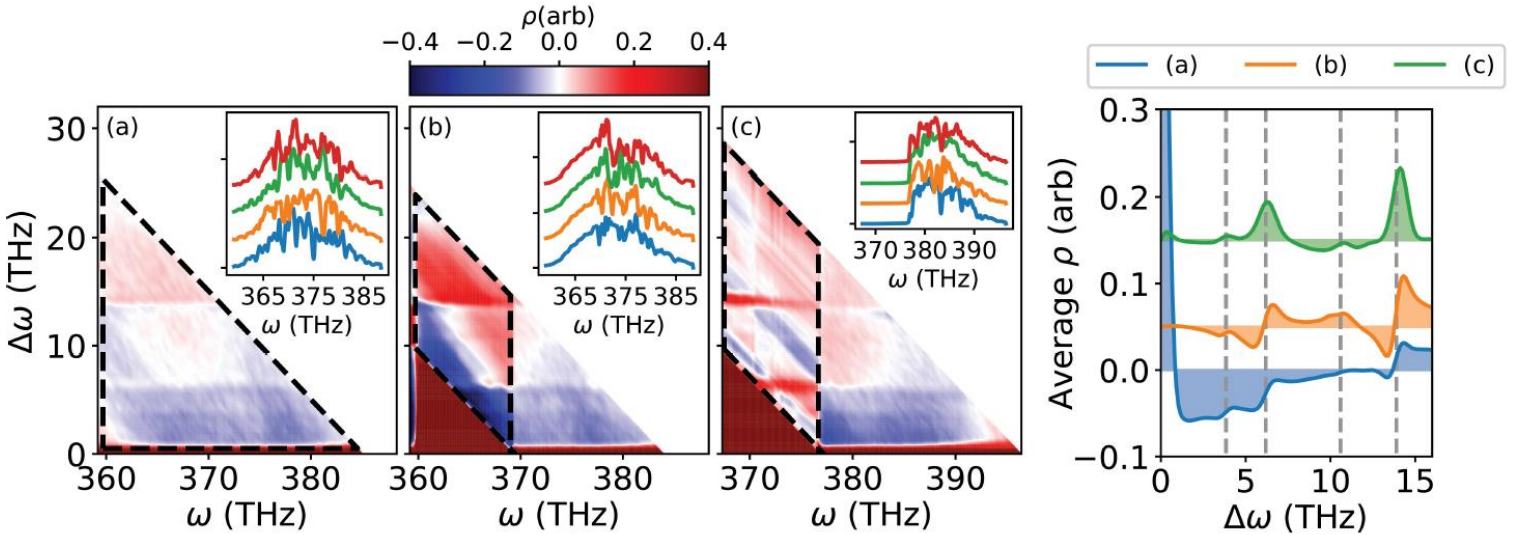 ρ(arb)
−0.4 −0.2 0.0 0.2 0.4
(a) (b) (c)
30
20
10
0
Δω (THz)
(a)
365 375 385
ω (THz)
360 370 380
ω (THz)
(b)
365 375 385
ω (THz)
360 370 380
ω (THz)
(c)
370 380 390
ω (THz)
370 380 390
ω (THz)
0.3
0.2
0.1
0.0
−0.1
Average ρ (arb)
0 5 10 15
Δω (THz)